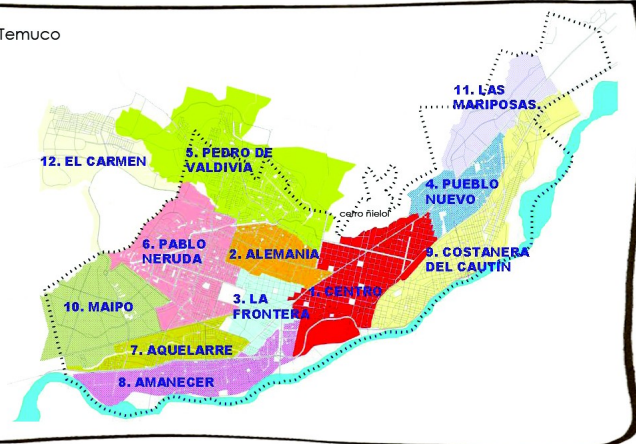 Temuco
11. LAS
MARIPOSAS.
12. EL CARMEN
5. PEDRO DE
VALDIVIA
4. PUEBLO
NUEVO
cerro ñielol
6. PABLO
NERUDA
2. ALEMANIA
9. COSTANERA
DEL CAUTÍN
10. MAIPO
3. LA
FRONTERA
1. CENTRO
7. AQUELARRE
8. AMANECER